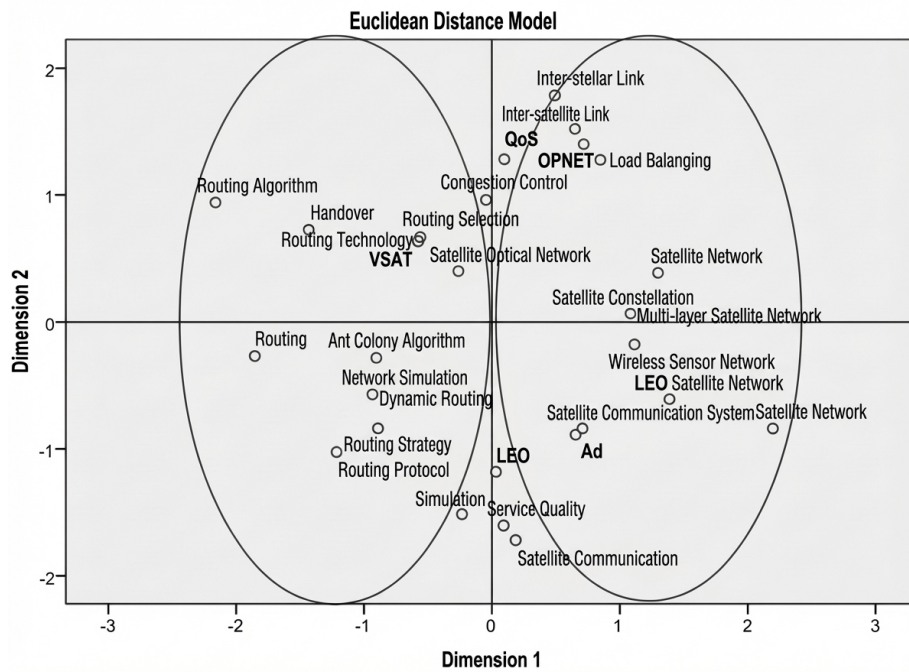 Euclidean Distance Model
Dimension 2
2
1
0
-1
-2
Inter-stellar Link
Inter-satellite Link
QoS
OPNET Load Balanging
Congestion Control
Routing Algorithm
Handover
Routing Selection
Routing Technology
VSAT
Satellite Optical Network
Satellite Network
Satellite Constellation
Multi-layer Satellite Network
Routing
Ant Colony Algorithm
Wireless Sensor Network
Network Simulation
LEO Satellite Network
Dynamic Routing
Satellite Communication System
Satellite Network
Routing Strategy
Ad
LEO
Routing Protocol
Simulation
Service Quality
Satellite Communication
-3 -2 -1 0 1 2 3
Dimension 1